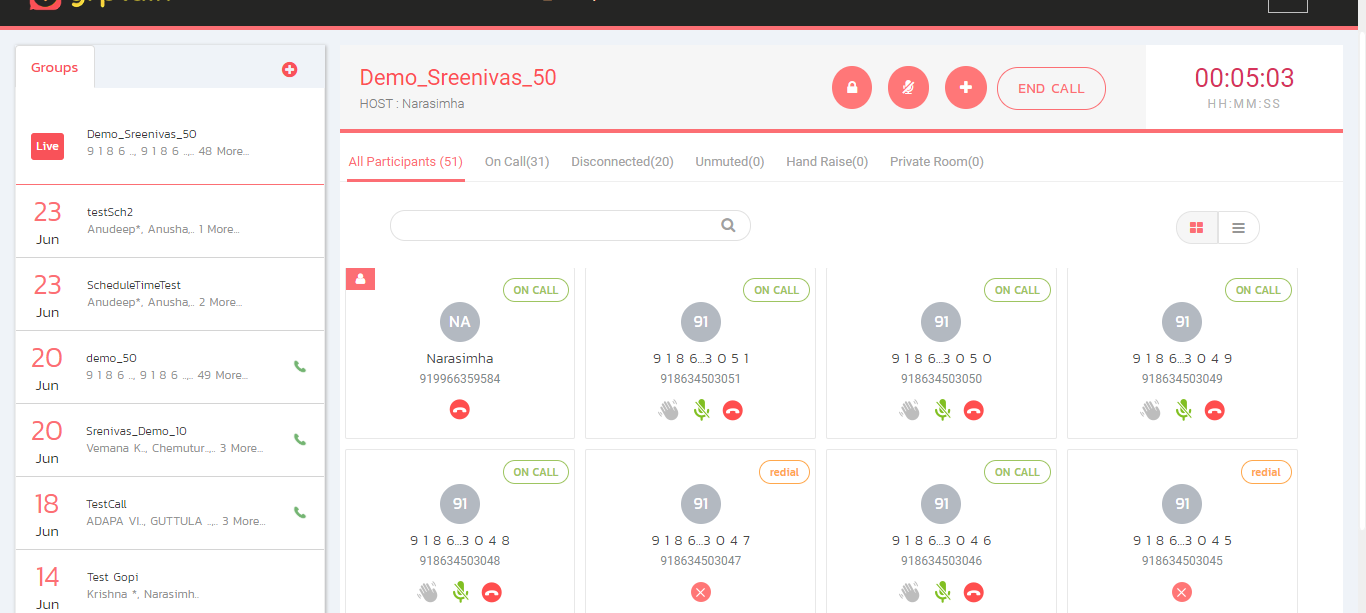 Groups
Live
Demo_Sreenivas_50
9 1 8 6 .., 9 1 8 6 ..,.. 48 More...
23
Jun
testSch2
Anudeep*, Anusha,.. 1 More...
23
Jun
ScheduleTimeTest
Anudeep*, Anusha,.. 2 More...
20
Jun
demo_50
9 1 8 6 .., 9 1 8 6 ..,.. 49 More...
20
Jun
Srenivas_Demo_10
Vemana K.., Chemutur..,.. 3 More...
18
Jun
TestCall
ADAPA VI.., GUTTULA ..,.. 3 More...
14
Jun
Test Gopi
Krishna *, Narasimh..
Demo_Sreenivas_50
HOST : Narasimha
END CALL
00:05:03
HH:MM:SS
All Participants (51) On Call(31) Disconnected(20) Unmuted(0) Hand Raise(0) Private Room(0)
ON CALL
NA
Narasimha
919966359584
ON CALL
91
9 1 8 6...3 0 5 1
918634503051
ON CALL
91
9 1 8 6...3 0 5 0
918634503050
ON CALL
91
9 1 8 6...3 0 4 9
918634503049
ON CALL
91
9 1 8 6...3 0 4 8
918634503048
redial
91
9 1 8 6...3 0 4 7
918634503047
ON CALL
91
9 1 8 6...3 0 4 6
918634503046
redial
91
9 1 8 6...3 0 4 5
918634503045